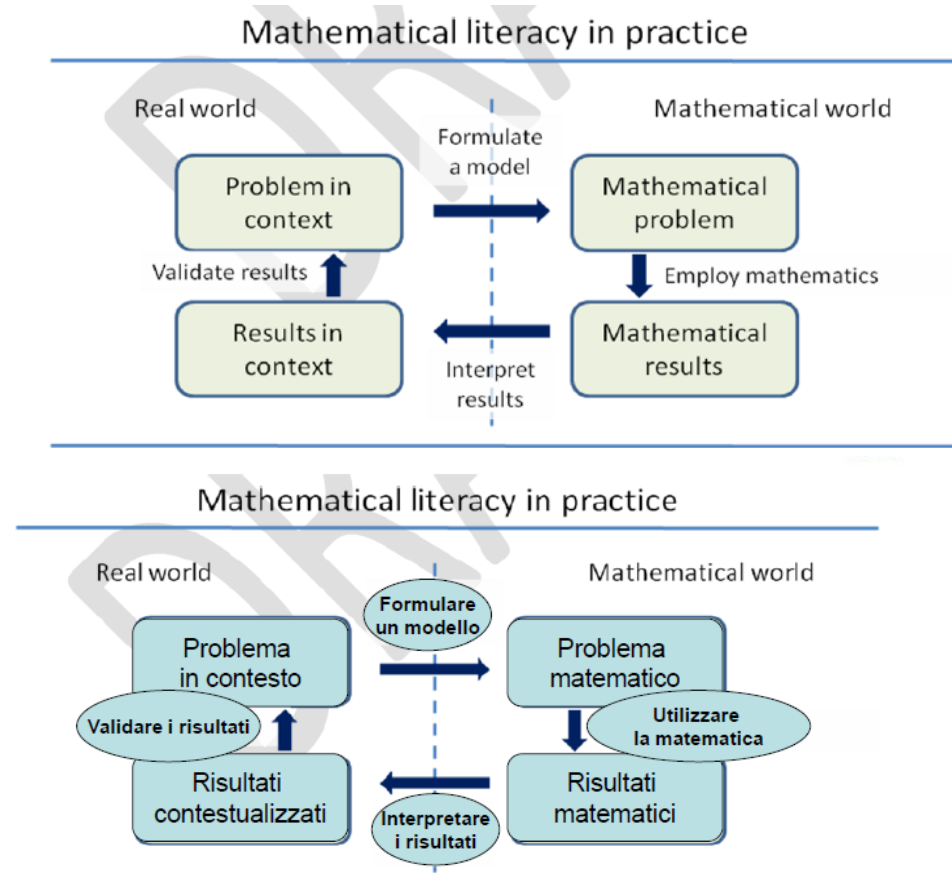 Mathematical literacy in practice
Real world
Mathematical world
Formulate
a model
Problem in
context
Mathematical
problem
Validate results
Employ mathematics
Results in
context
Mathematical
results
Interpret
results
Mathematical literacy in practice
Real world
Mathematical world
Formulare
un modello
Problema
in contesto
Problema
matematico
Validare i risultati
Utilizzare
la matematica
Risultati
contestualizzati
Risultati
matematici
Interpretare
i risultati